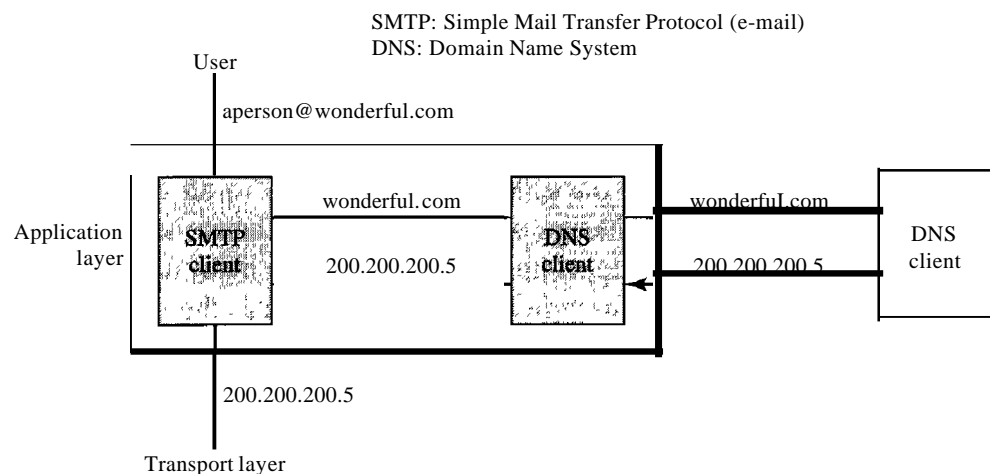 SMTP: Simple Mail Transfer Protocol (e-mail)
DNS: Domain Name System
User
aperson@wonderful.com
wonderful.com
wonderfuI.com
Application
layer
SMTP
client
200.200.200.5
DNS
client
200.200.200.5
DNS
client
200.200.200.5
Transport layer